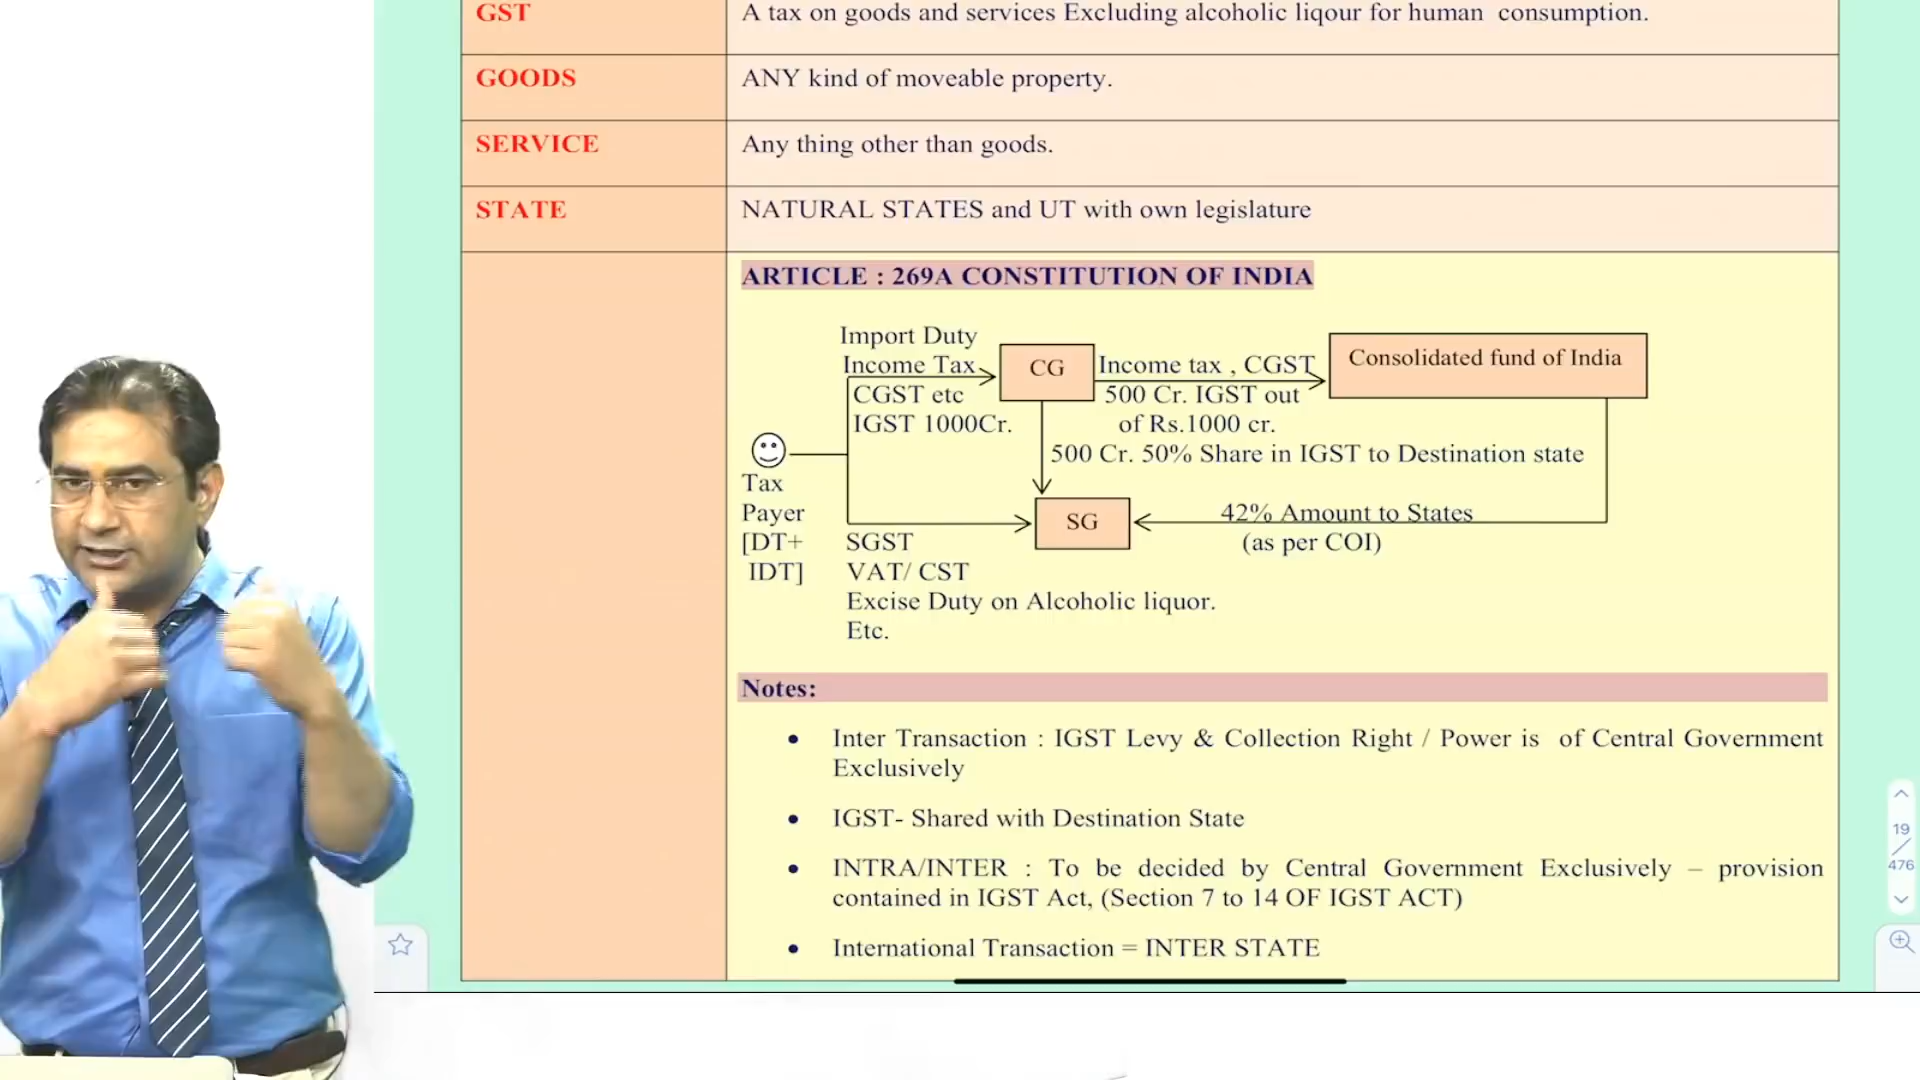 GST
A tax on goods and services Excluding alcoholic liqour for human consumption.
GOODS
ANY kind of moveable property.
SERVICE
Any thing other than goods.
STATE
NATURAL STATES and UT with own legislature
ARTICLE : 269A CONSTITUTION OF INDIA
Import Duty
Income Tax
CGST etc
IGST 1000Cr.
CG
Income tax , CGST
500 Cr. IGST out
of Rs.1000 cr.
Consolidated fund of India
500 Cr. 50% Share in IGST to Destination state
Tax
Payer
[DT+
IDT]
SG
42% Amount to States
(as per COI)
SGST
VAT/ CST
Excise Duty on Alcoholic liquor.
Etc.
Notes:
• Inter Transaction : IGST Levy & Collection Right / Power is of Central Government
Exclusively
• IGST- Shared with Destination State
• INTRA/INTER : To be decided by Central Government Exclusively – provision
contained in IGST Act, (Section 7 to 14 OF IGST ACT)
• International Transaction = INTER STATE
19
/
476